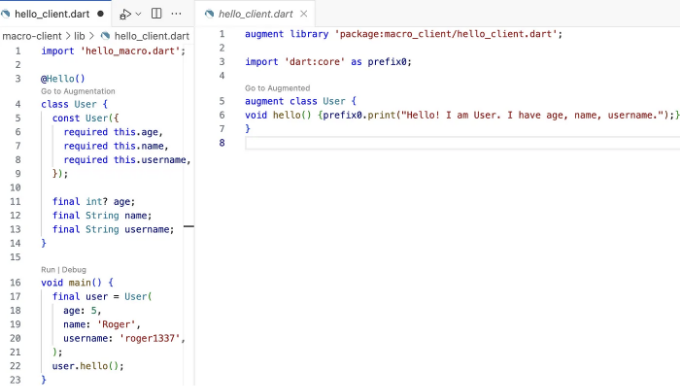 hello_client.dart
macro-client > lib > hello_client.dart
1 import 'hello_macro.dart';
2
3 @Hello()
Go to Augmentation
4 class User {
5 const User({
6 required this.age,
7 required this.name,
8 required this.username,
9 });
10
11 final int? age;
12 final String name;
13 final String username;
14 }
15
Run | Debug
16 void main() {
17 final user = User(
18 age: 5,
19 name: 'Roger',
20 username: 'roger1337',
21 );
22 user.hello();
23 }
hello_client.dart
1 augment library 'package:macro_client/hello_client.dart';
2
3 import 'dart:core' as prefix0;
4
Go to Augmented
5 augment class User {
6 void hello() {prefix0.print("Hello! I am User. I have age, name, username.");}
7 }
8